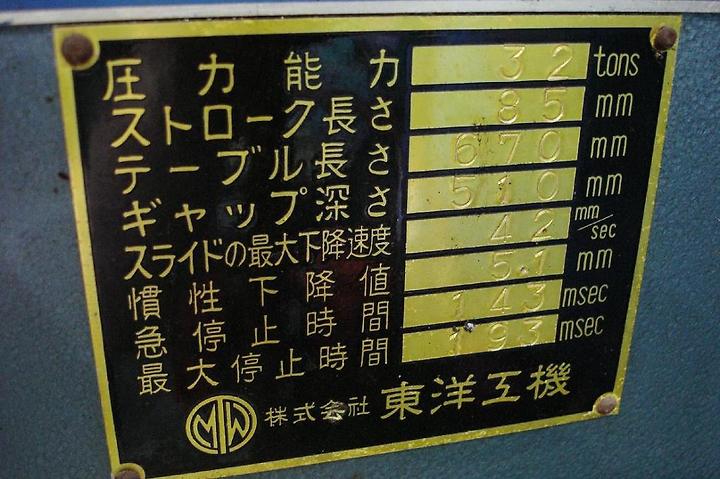 圧力能力 32 tons
ストローク長さ 85 mm
テーブル長さ 670 mm
ギャップ深さ 510 mm
スライドの最大下降速度 42 mm/sec
慣性下降値 5.1 mm
急停止時間 143 msec
最大停止時間 193 msec
MTW 株式会社 東洋工機